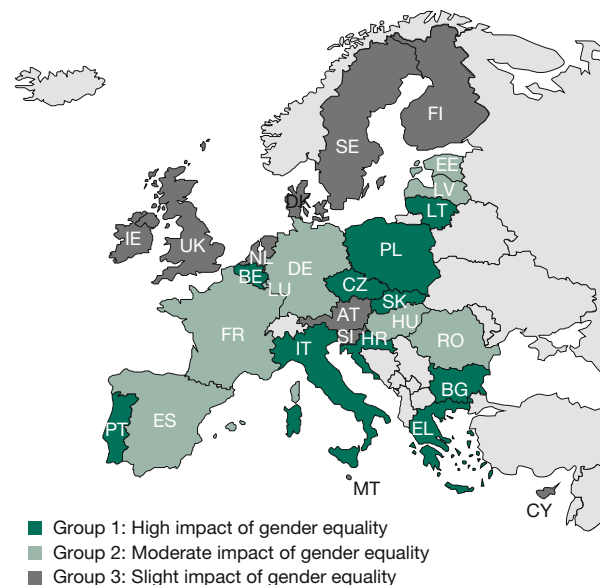 FI
SE
EE
LV
DK
LT
IE
UK
NL
PL
BE
DE
LU
CZ
SK
AT
HU
FR
IT
SI
HR
RO
BG
PT
ES
EL
MT
CY
Group 1: High impact of gender equality
Group 2: Moderate impact of gender equality
Group 3: Slight impact of gender equality